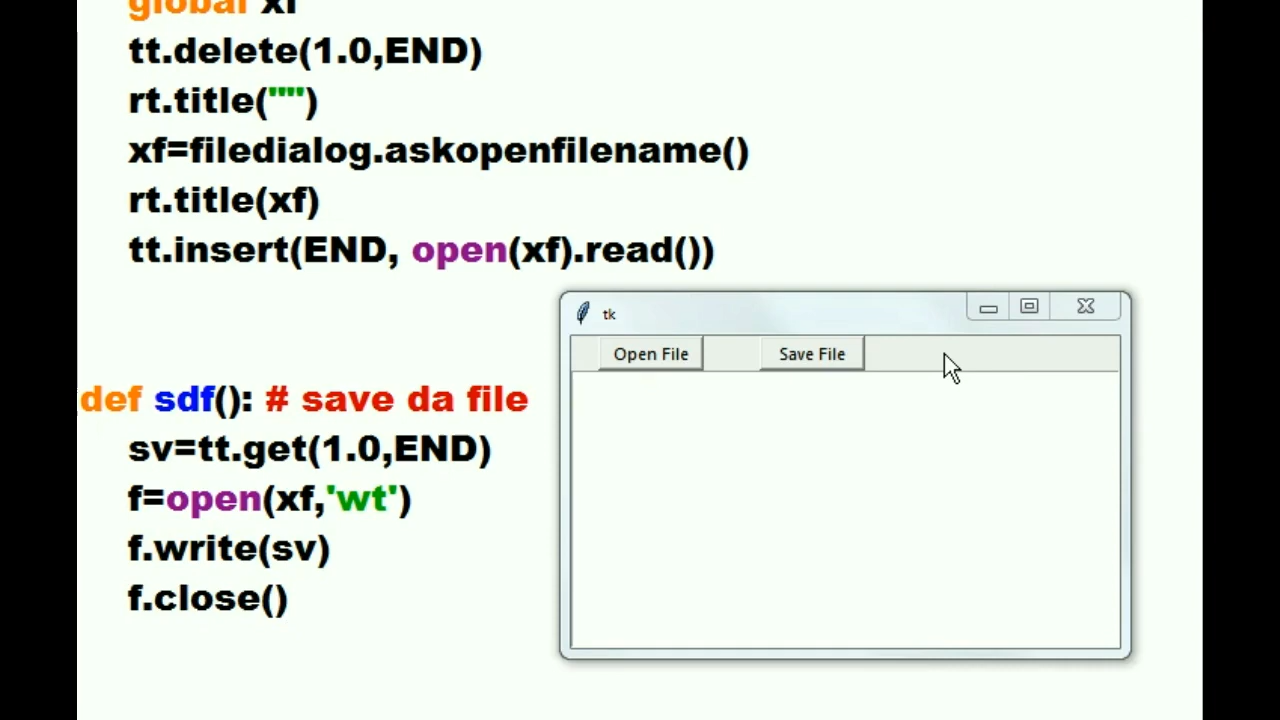 global xf
tt.delete(1.0,END)
rt.title("")
xf=filedialog.askopenfilename()
rt.title(xf)
tt.insert(END, open(xf).read())
tk
Open File Save File
def sdf(): # save da file
sv=tt.get(1.0,END)
f=open(xf,'wt')
f.write(sv)
f.close()